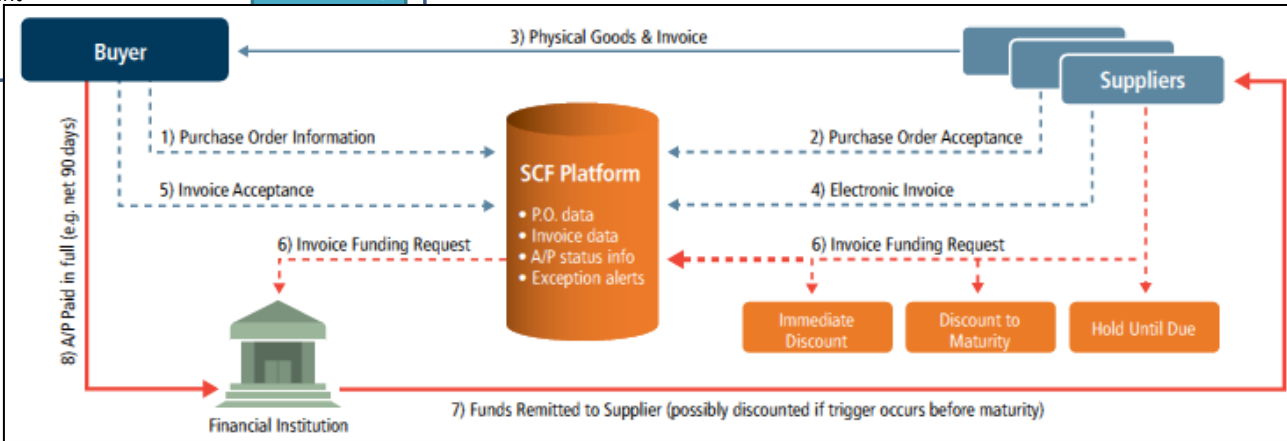 Buyer
3) Physical Goods & Invoice
Suppliers
1) Purchase Order Information
2) Purchase Order Acceptance
5) Invoice Acceptance
4) Electronic Invoice
SCF Platform
• P.O. data
• Invoice data
• A/P status info
• Exception alerts
6) Invoice Funding Request
6) Invoice Funding Request
Immediate
Discount
Discount to
Maturity
Hold Until Due
8) A/P Paid in full (e.g. net 90 days)
Financial Institution
7) Funds Remitted to Supplier (possibly discounted if trigger occurs before maturity)